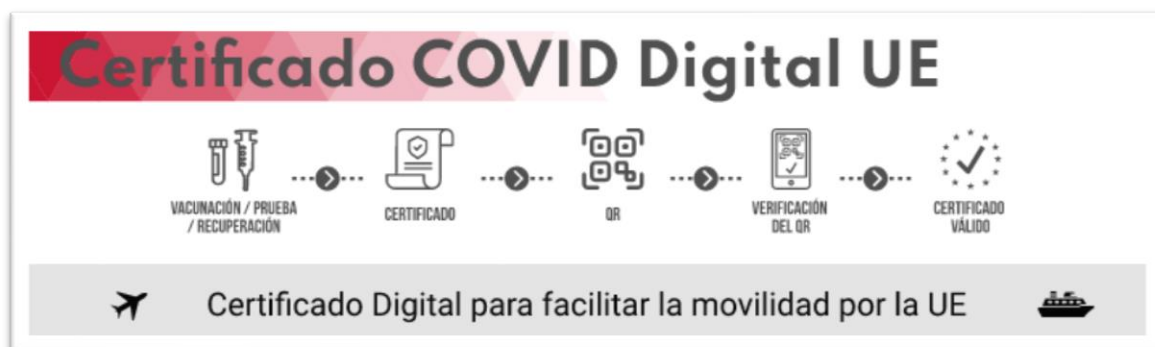 Certificado COVID Digital UE
VACUNACIÓN / PRUEBA
/ RECUPERACIÓN
CERTIFICADO
QR
VERIFICACIÓN
DEL QR
CERTIFICADO
VÁLIDO
Certificado Digital para facilitar la movilidad por la UE